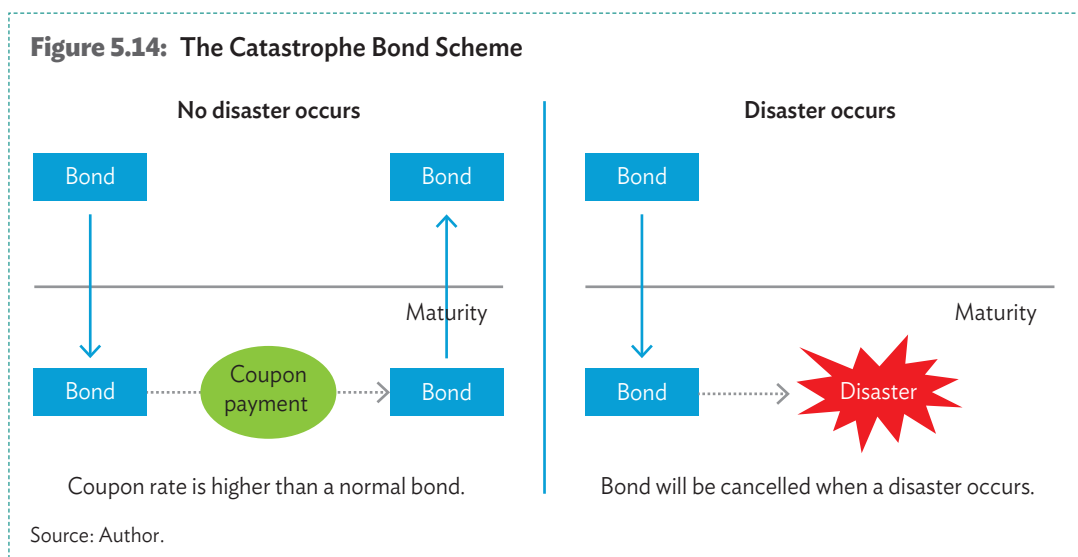 Figure 5.14: The Catastrophe Bond Scheme
No disaster occurs
Bond
Bond
Maturity
Bond
Coupon
payment
Bond
Coupon rate is higher than a normal bond.
Disaster occurs
Bond
Maturity
Bond
Disaster
Bond will be cancelled when a disaster occurs.
Source: Author.